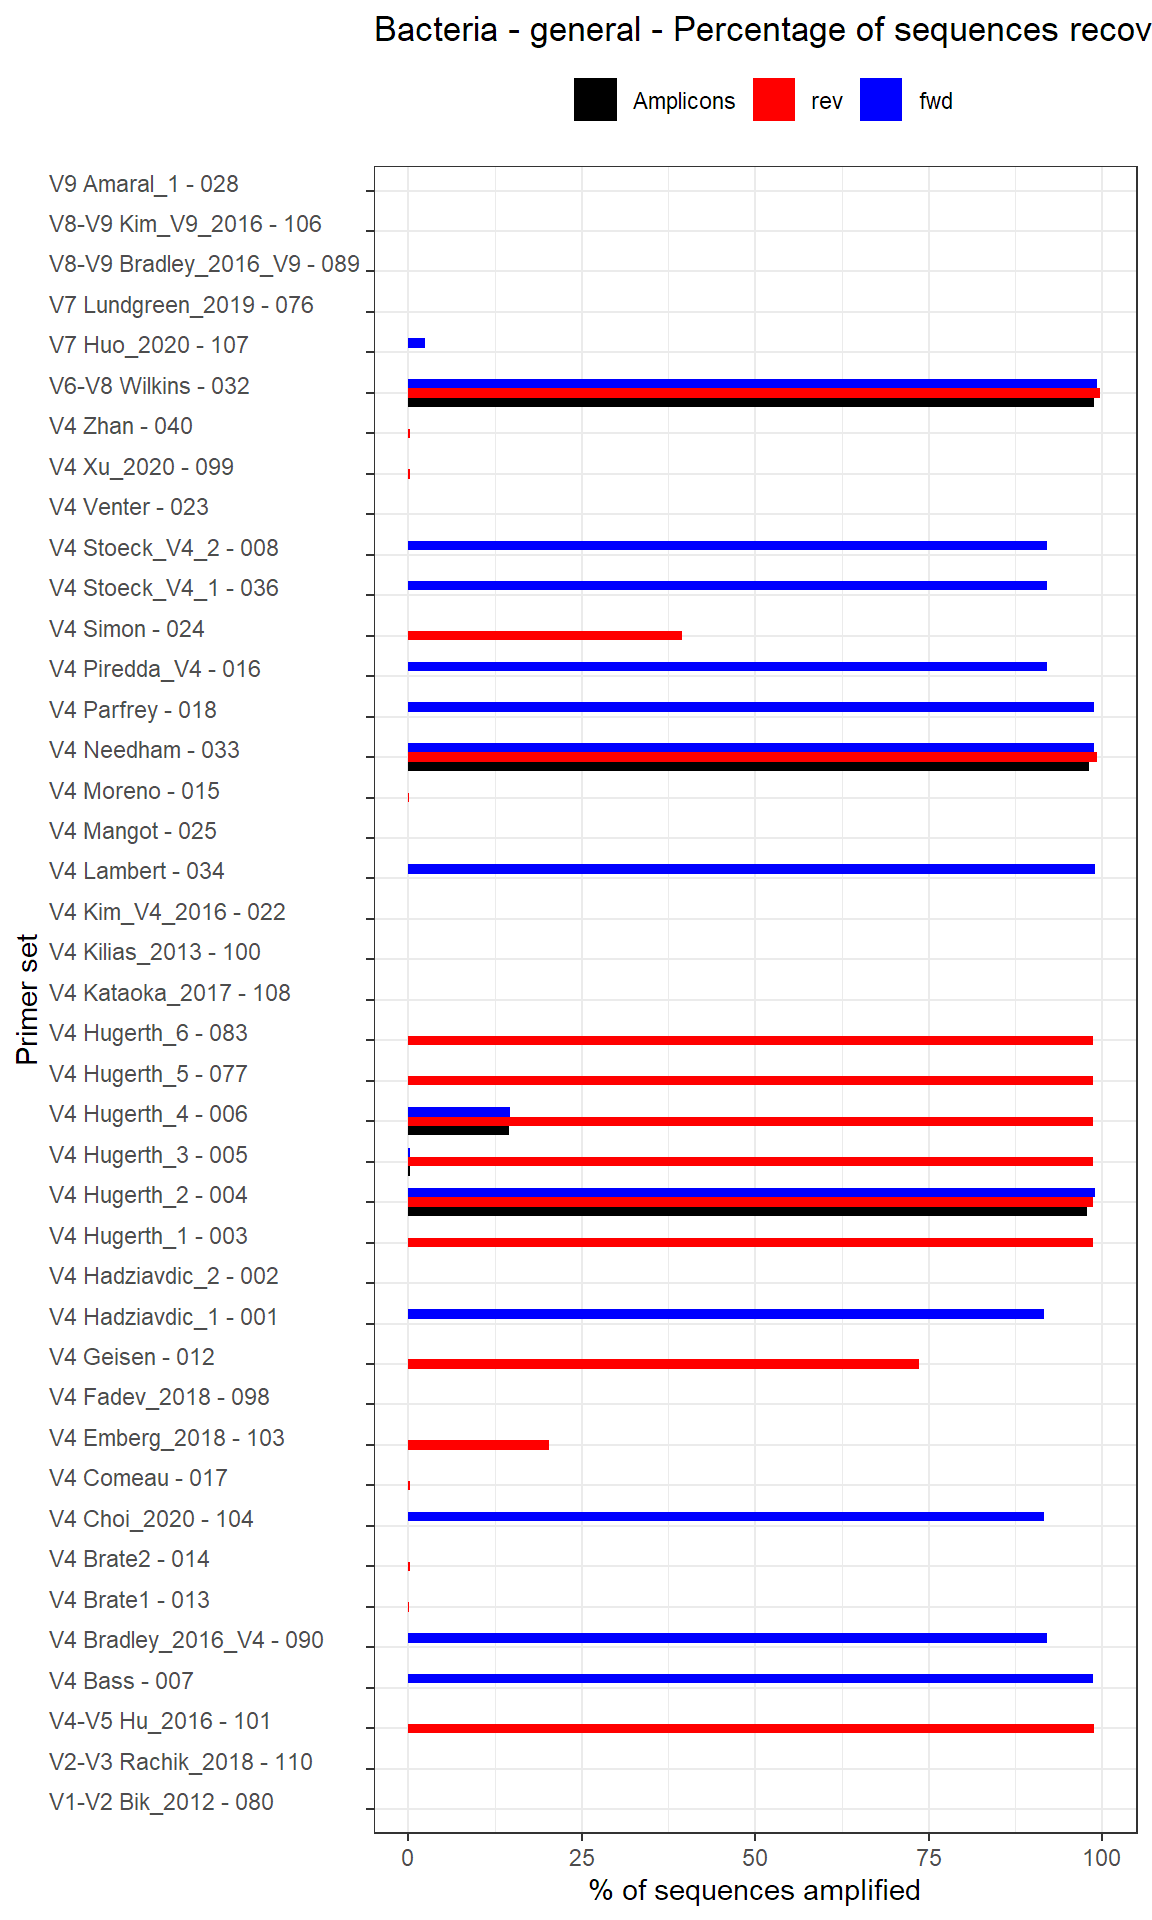 Bacteria - general - Percentage of sequences recov
Amplicons rev fwd
Primer set
V9 Amaral_1 - 028
V8-V9 Kim_V9_2016 - 106
V8-V9 Bradley_2016_V9 - 089
V7 Lundgreen_2019 - 076
V7 Huo_2020 - 107
V6-V8 Wilkins - 032
V4 Zhan - 040
V4 Xu_2020 - 099
V4 Venter - 023
V4 Stoeck_V4_2 - 008
V4 Stoeck_V4_1 - 036
V4 Simon - 024
V4 Piredda_V4 - 016
V4 Parfrey - 018
V4 Needham - 033
V4 Moreno - 015
V4 Mangot - 025
V4 Lambert - 034
V4 Kim_V4_2016 - 022
V4 Kilias_2013 - 100
V4 Kataoka_2017 - 108
V4 Hugerth_6 - 083
V4 Hugerth_5 - 077
V4 Hugerth_4 - 006
V4 Hugerth_3 - 005
V4 Hugerth_2 - 004
V4 Hugerth_1 - 003
V4 Hadziavdic_2 - 002
V4 Hadziavdic_1 - 001
V4 Geisen - 012
V4 Fadev_2018 - 098
V4 Emberg_2018 - 103
V4 Comeau - 017
V4 Choi_2020 - 104
V4 Brate2 - 014
V4 Brate1 - 013
V4 Bradley_2016_V4 - 090
V4 Bass - 007
V4-V5 Hu_2016 - 101
V2-V3 Rachik_2018 - 110
V1-V2 Bik_2012 - 080
0 25 50 75 100
% of sequences amplified